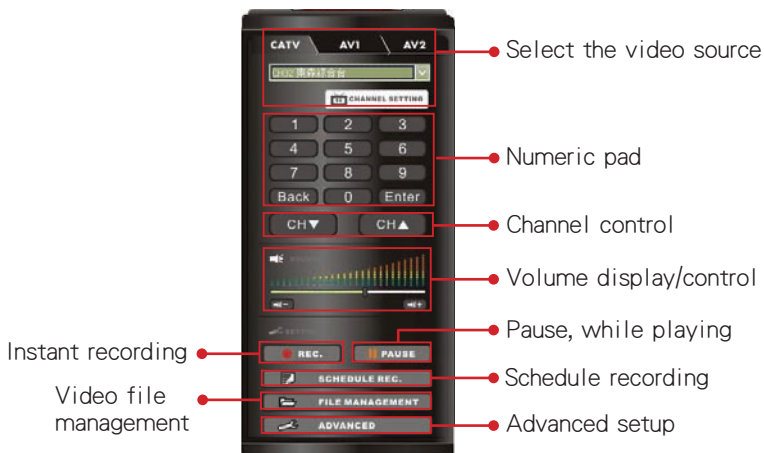 CATV AV1 AV2
Select the video source
CH02 東森綜合台
CHANNEL SETTING
1 2 3
4 5 6
Numeric pad
7 8 9
Back 0 Enter
CH▼ CH▲
Channel control
Volume display/control
Pause, while playing
Instant recording
REC. PAUSE
SCHEDULE REC.
Schedule recording
Video file
management
FILE MANAGEMENT
ADVANCED
Advanced setup